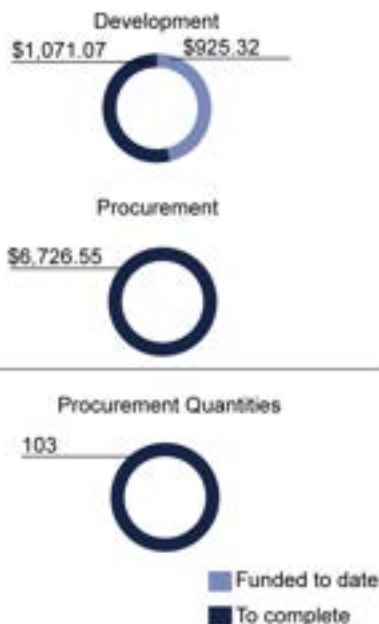 Development
$1,071.07 $925.32
Procurement
$6,726.55
Procurement Quantities
103
Funded to date
To complete